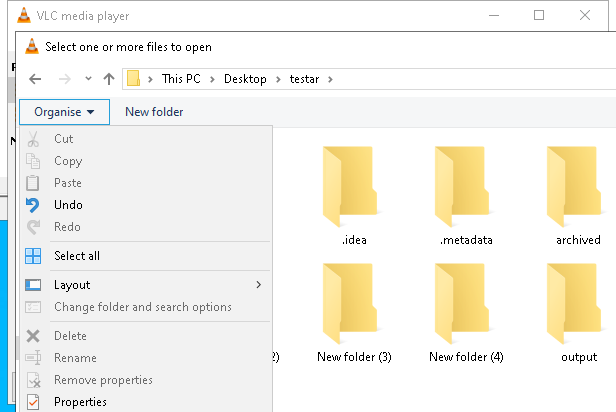 VLC media player
Select one or more files to open
This PC > Desktop > testar >
Organise
New folder
Cut
Copy
Paste
Undo
Redo
Select all
Layout
Change folder and search options
Delete
Rename
Remove properties
Properties
.idea
.metadata
archived
2)
New folder (3)
New folder (4)
output